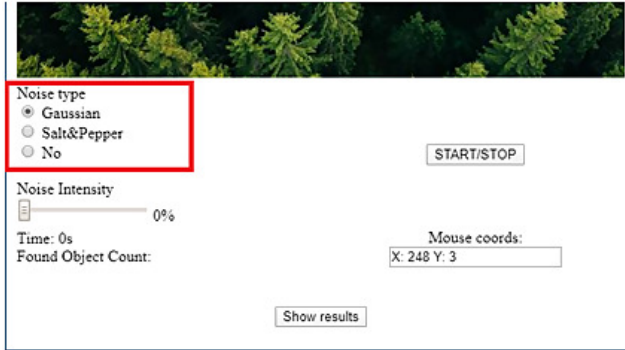 Noise type
Gaussian
Salt&Pepper
No
START/STOP
Noise Intensity
0%
Time: 0s
Mouse coords:
Found Object Count:
X: 248 Y: 3
Show results